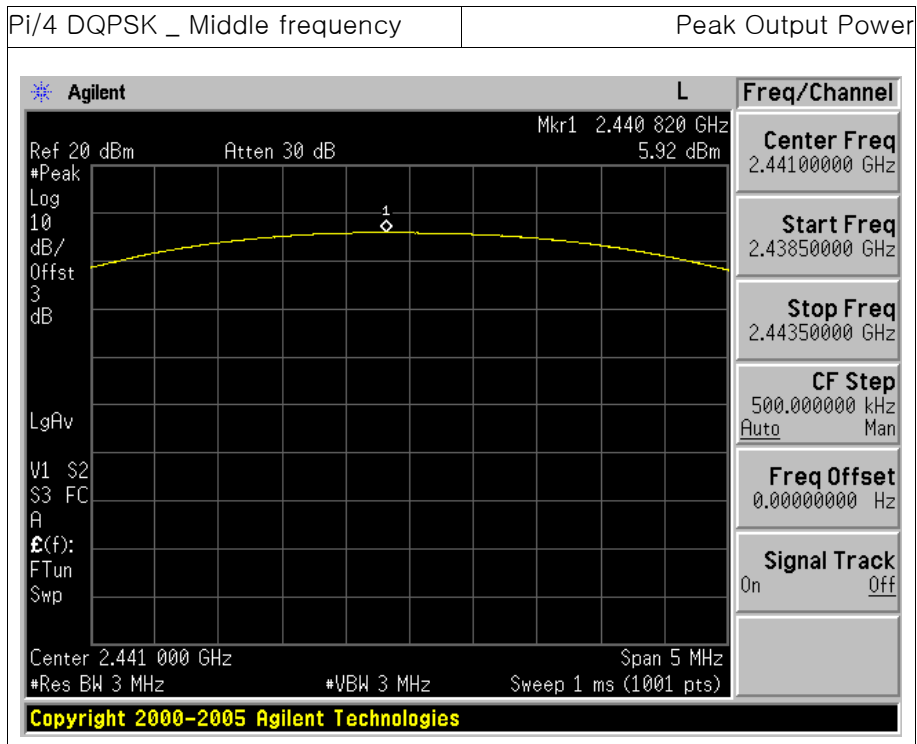 Pi/4 DQPSK _ Middle frequency
Peak Output Power
Agilent
L
Mkr1 2.440 820 GHz
Ref 20 dBm
Atten 30 dB
5.92 dBm
#Peak
Log
10
dB/
Offst
3
dB
LgAv
V1 S2
S3 FC
A
£(f):
FTun
Swp
1
Center 2.441 000 GHz
Span 5 MHz
#Res BW 3 MHz
#VBW 3 MHz
Sweep 1 ms (1001 pts)
Copyright 2000-2005 Agilent Technologies
Freq/Channel
Center Freq
2.44100000 GHz
Start Freq
2.43850000 GHz
Stop Freq
2.44350000 GHz
CF Step
500.000000 kHz
Auto Man
Freq Offset
0.00000000 Hz
Signal Track
On Off